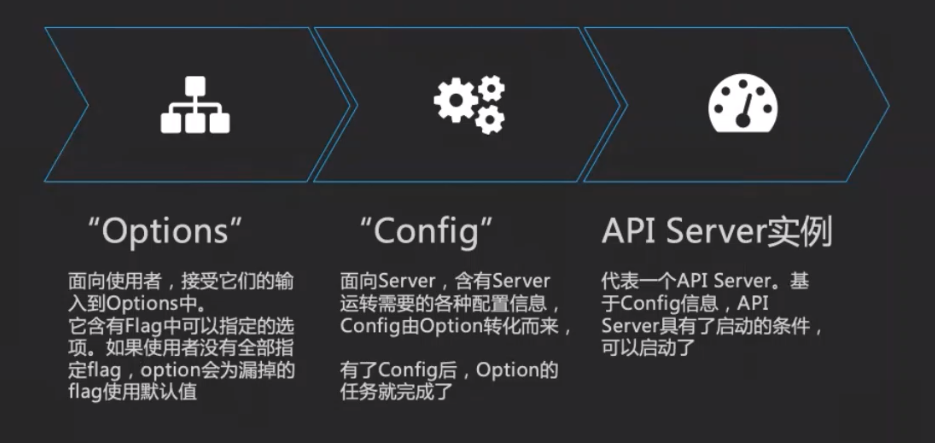 “Options”
面向使用者，接受它们的输
入到Options中。
它含有Flag中可以指定的选
项。如果使用者没有全部指
定flag，option会为漏掉的
flag使用默认值
“Config”
面向Server，含有Server
运转需要的各种配置信息，
Config由Option转化而来，
有了Config后，Option的
任务就完成了
API Server实例
代表一个API Server。基
于Config信息，API
Server具有了启动的条件，
可以启动了